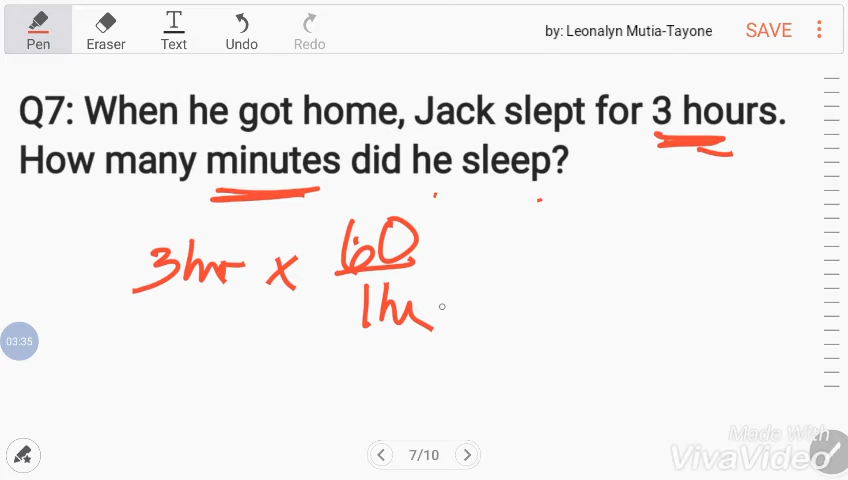 Pen
Eraser
Text
Undo
Redo
by: Leonalyn Mutia-Tayone
SAVE
Q7: When he got home, Jack slept for 3 hours.
How many minutes did he sleep?
3hr x 60
1hr
03:35
7/10
Made With
VivaVideo